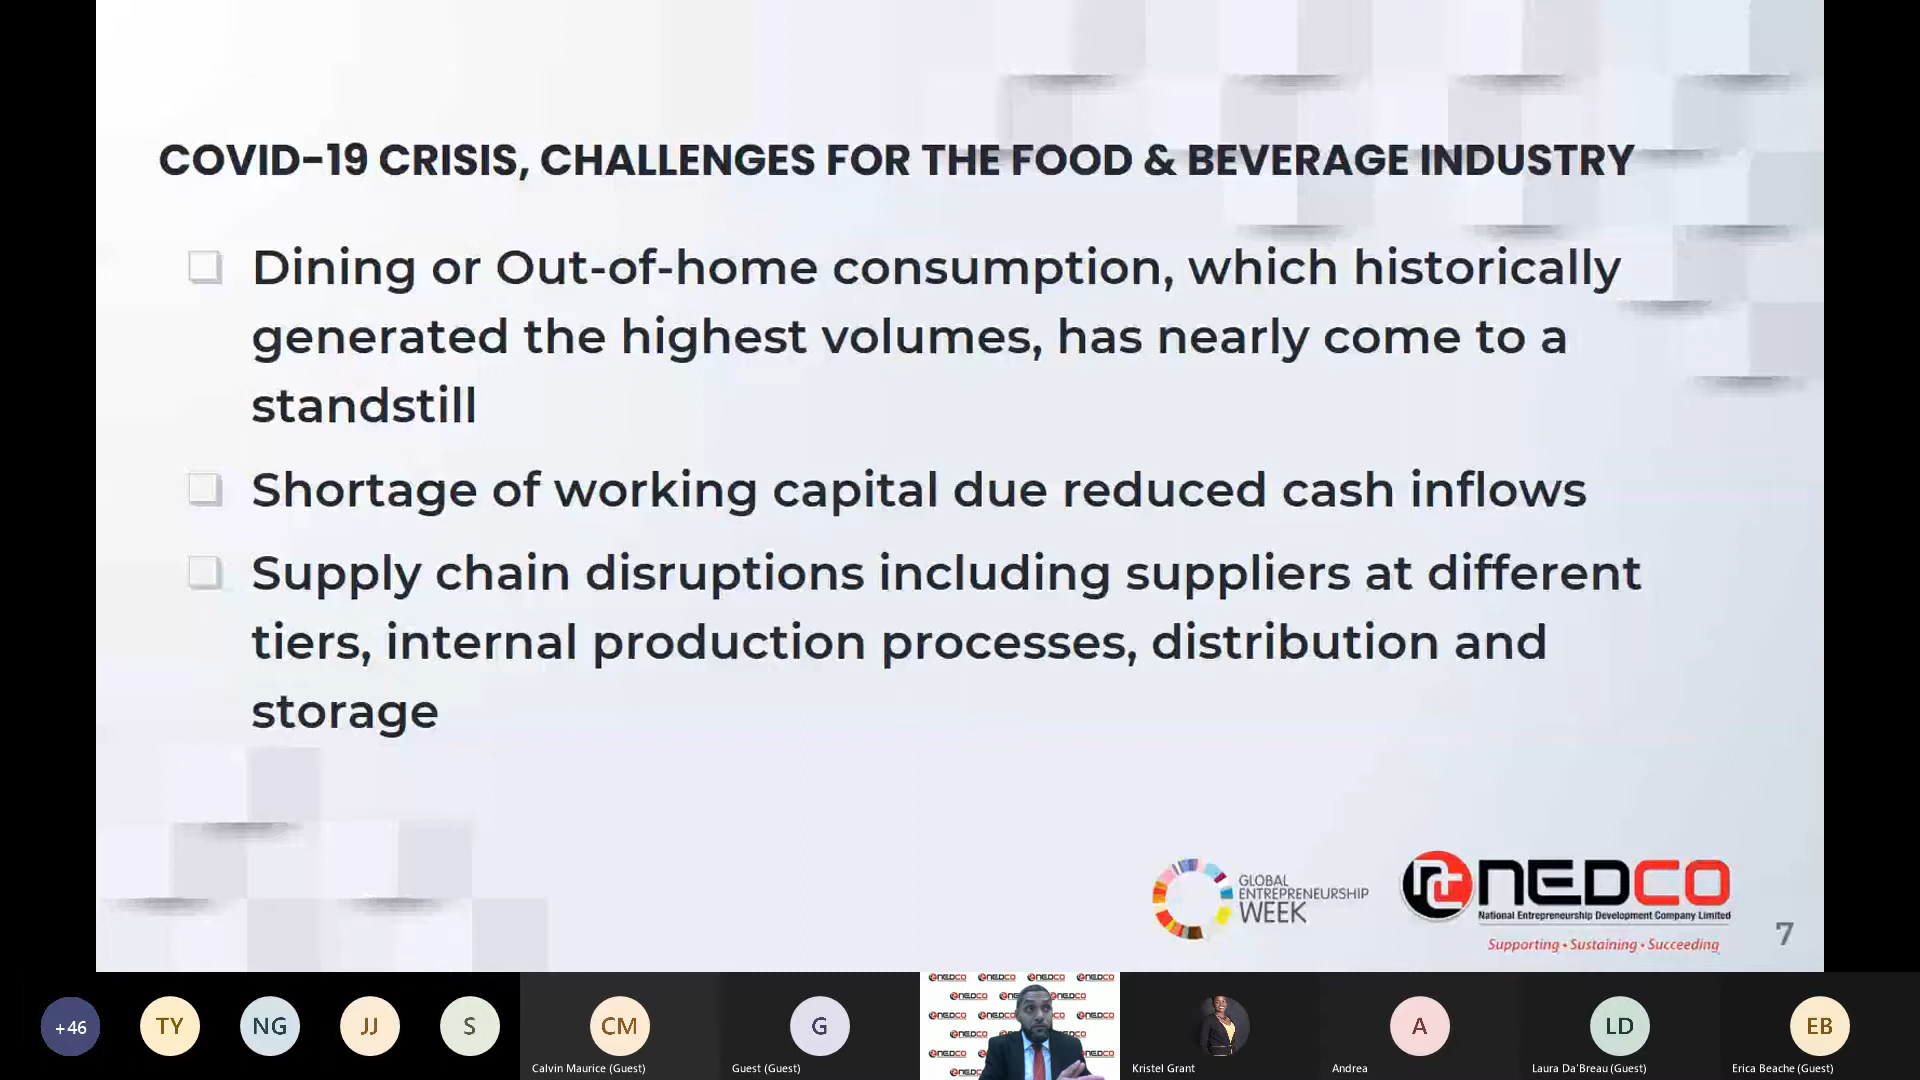 COVID-19 CRISIS, CHALLENGES FOR THE FOOD & BEVERAGE INDUSTRY
Dining or Out-of-home consumption, which historically
generated the highest volumes, has nearly come to a
standstill
Shortage of working capital due reduced cash inflows
Supply chain disruptions including suppliers at different
tiers, internal production processes, distribution and
storage
GLOBAL
ENTREPRENEURSHIP
WEEK
NEDCO
National Entrepreneurship Development Company Limited
Supporting • Sustaining • Succeeding
7
+46
TY
NG
JJ
S
CM
Calvin Maurice (Guest)
G
Guest (Guest)
NEDCO NEDCO NEDCO NEDCO
Kristel Grant
A
Andrea
LD
Laura Da'Breau (Guest)
EB
Erica Beache (Guest)